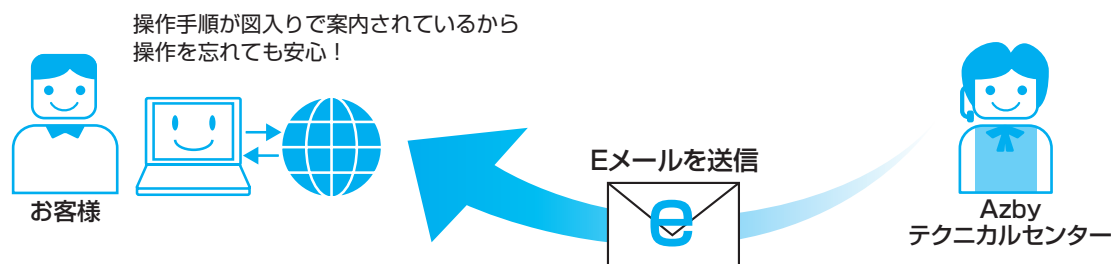 操作手順が図入りで案内されているから
操作を忘れても安心！
Eメールを送信
e
お客様
Azby
テクニカルセンター